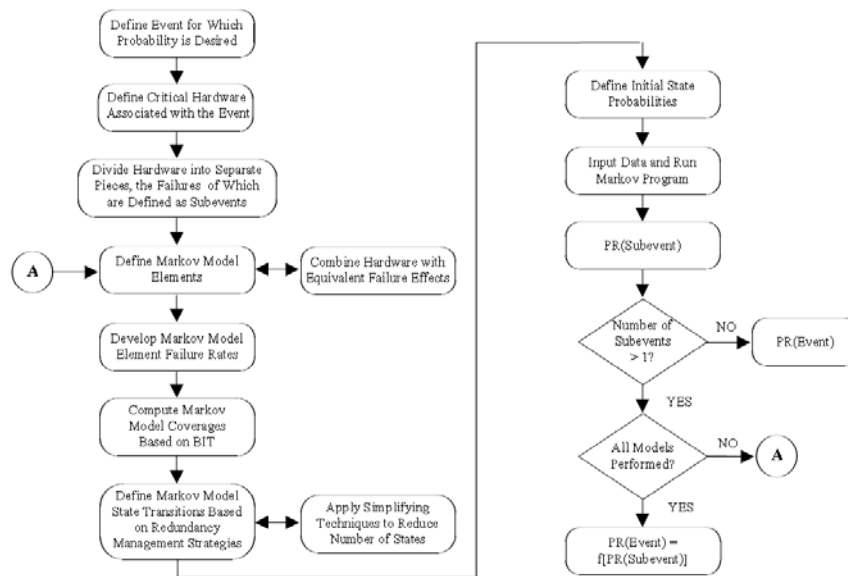 Define Event for Which
Probability is Desired
Define Critical Hardware
Associated with the Event
Divide Hardware into Separate
Pieces, the Failures of Which
are Defined as Subevents
A
Define Markov Model
Elements
Combine Hardware with
Equivalent Failure Effects
Develop Markov Model
Element Failure Rates
Compute Markov
Model Coverages
Based on BIT
Define Markov Model
State Transitions Based
on Redundancy
Management Strategies
Apply Simplifying
Techniques to Reduce
Number of States
Define Initial State
Probabilities
Input Data and Run
Markov Program
PR(Subevent)
Number of
Subevents
> 1?
NO
PR(Event)
YES
All Models
Performed?
NO
A
YES
PR(Event) =
f[PR(Subevent)]